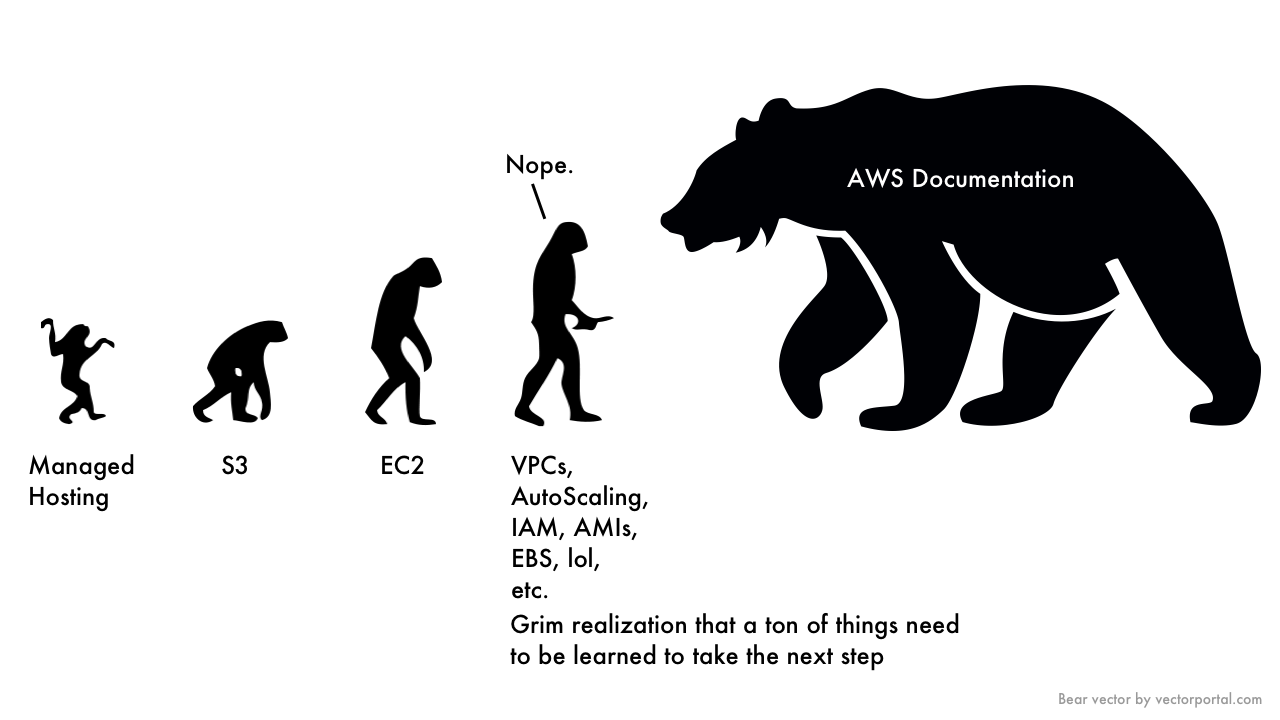 Nope.
AWS Documentation
Managed
Hosting
S3
EC2
VPCs,
AutoScaling,
IAM, AMIs,
EBS, lol,
etc.
Grim realization that a ton of things need
to be learned to take the next step
Bear vector by vectorportal.com